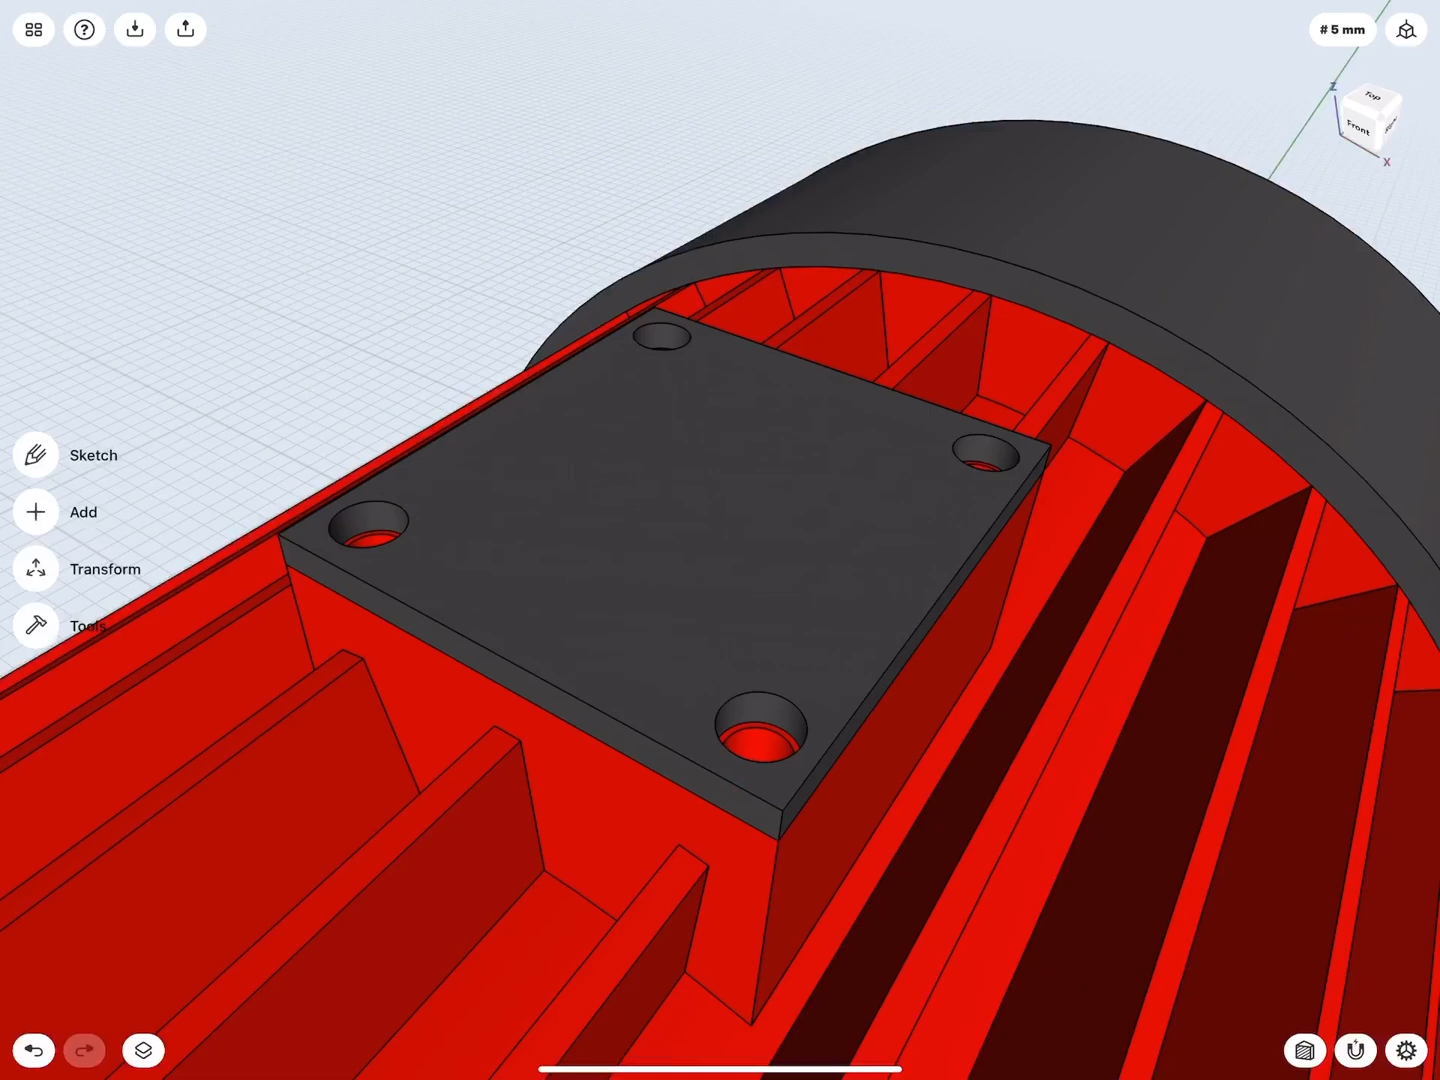 # 5 mm
Z
Top
Front
X
Sketch
Add
Transform
Tools